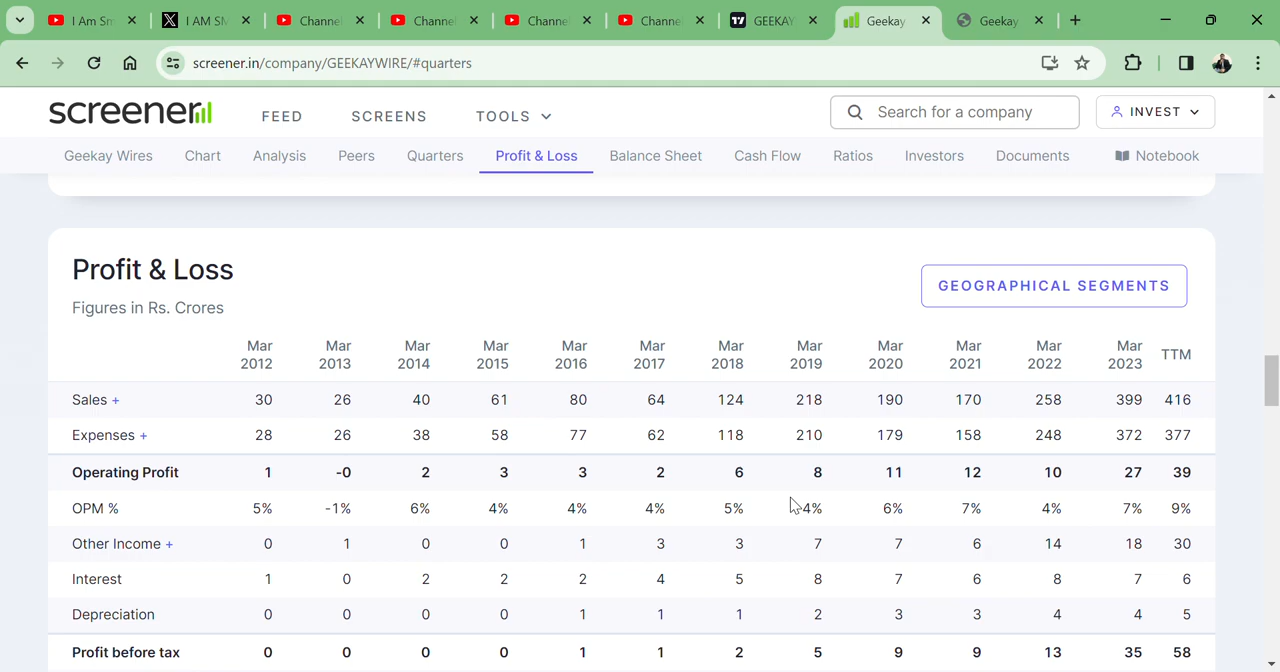 I Am Sm
I AM SM
Channel
Channel
Channel
Channel
GEEKAY
Geekay
Geekay
screener.in/company/GEEKAYWIRE/#quarters
screener
FEED SCREENS TOOLS
Search for a company
INVEST
Geekay Wires Chart Analysis Peers Quarters Profit & Loss Balance Sheet Cash Flow Ratios Investors Documents Notebook
Profit & Loss
GEOGRAPHICAL SEGMENTS
Figures in Rs. Crores
Mar 2012 Mar 2013 Mar 2014 Mar 2015 Mar 2016 Mar 2017 Mar 2018 Mar 2019 Mar 2020 Mar 2021 Mar 2022 Mar 2023 TTM
Sales + 30 26 40 61 80 64 124 218 190 170 258 399 416
Expenses + 28 26 38 58 77 62 118 210 179 158 248 372 377
Operating Profit 1 -0 2 3 3 2 6 8 11 12 10 27 39
OPM % 5% -1% 6% 4% 4% 4% 5% 4% 6% 7% 4% 7% 9%
Other Income + 0 1 0 0 1 3 3 7 7 6 14 18 30
Interest 1 0 2 2 2 4 5 8 7 6 8 7 6
Depreciation 0 0 0 0 1 1 1 2 3 3 4 4 5
Profit before tax 0 0 0 0 1 1 2 5 9 9 13 35 58